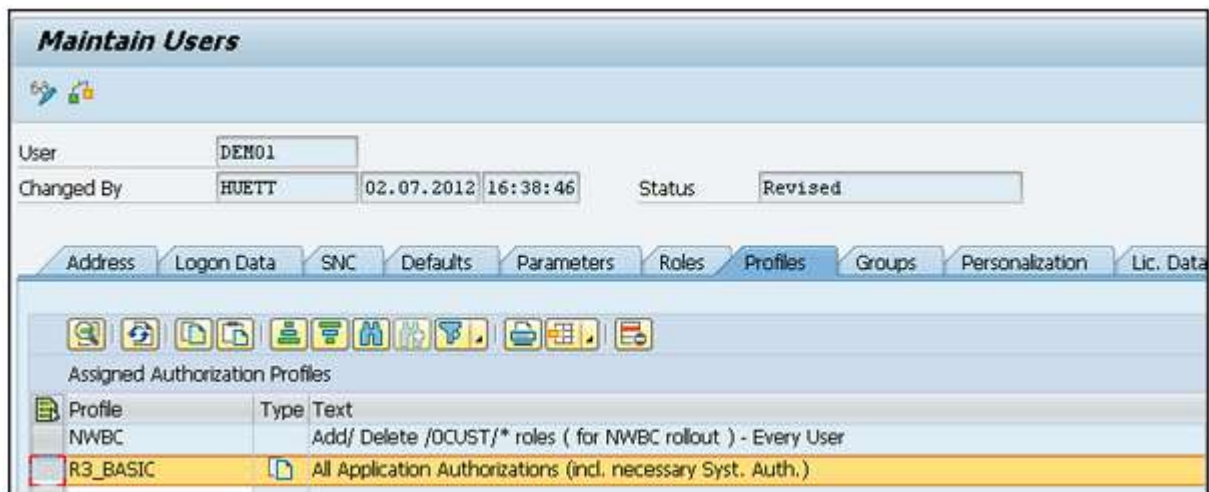 Maintain Users
User DEMO1
Changed By HUETT 02.07.2012 16:38:46 Status Revised
Address Logon Data SNC Defaults Parameters Roles Profiles Groups Personalization Lic. Data
Assigned Authorization Profiles
Profile Type Text
NWBC Add/ Delete /0CUST/* roles ( for NWBC rollout ) - Every User
R3_BASIC All Application Authorizations (incl. necessary Syst. Auth.)